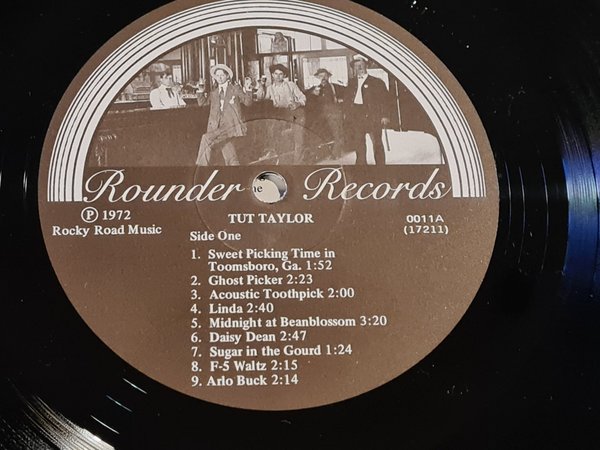 Rounder Records
Ⓟ 1972
Rocky Road Music
TUT TAYLOR
0011A
(17211)
Side One
1. Sweet Picking Time in
Toomsboro, Ga. 1:52
2. Ghost Picker 2:23
3. Acoustic Toothpick 2:00
4. Linda 2:40
5. Midnight at Beanblossom 3:20
6. Daisy Dean 2:47
7. Sugar in the Gourd 1:24
8. F-5 Waltz 2:15
9. Arlo Buck 2:14